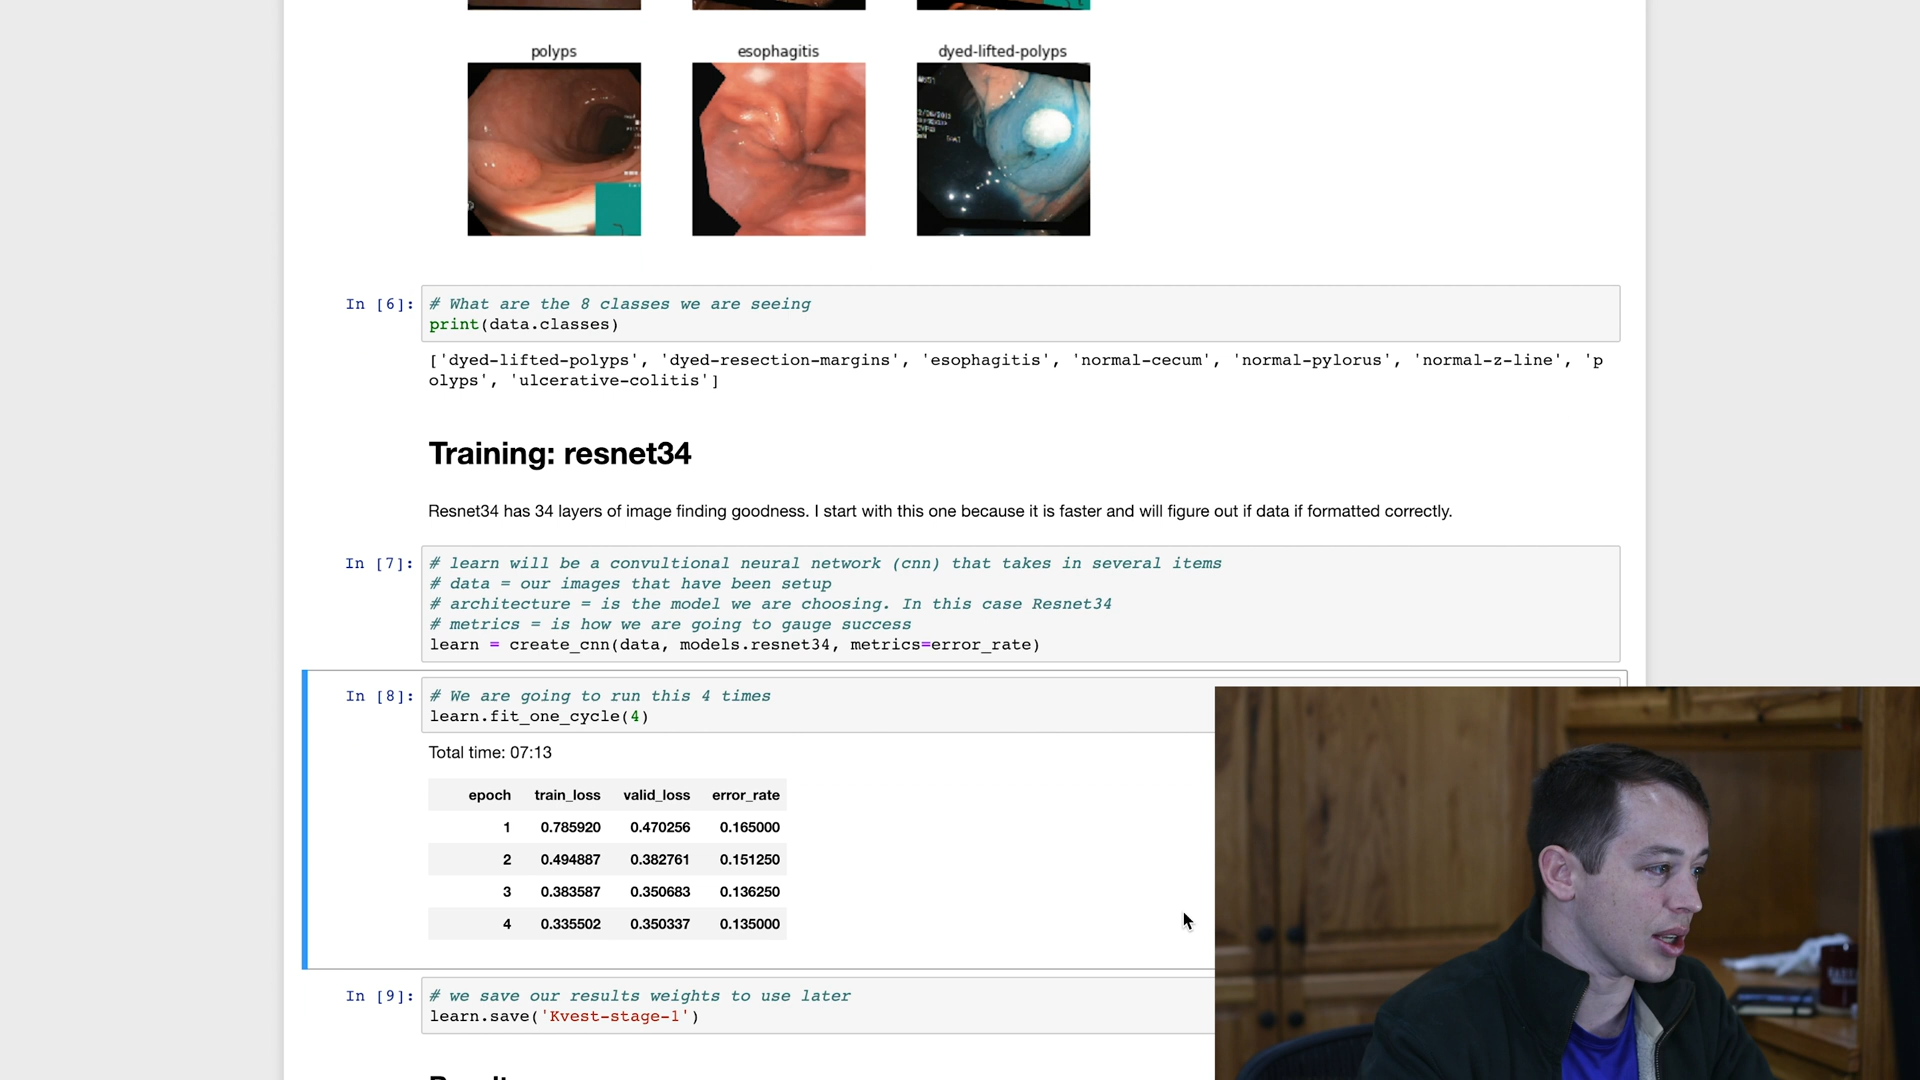 polyps esophagitis dyed-lifted-polyps
In [6]: # What are the 8 classes we are seeing
print(data.classes)
['dyed-lifted-polyps', 'dyed-resection-margins', 'esophagitis', 'normal-cecum', 'normal-pylorus', 'normal-z-line', 'p
olyps', 'ulcerative-colitis']
Training: resnet34
Resnet34 has 34 layers of image finding goodness. I start with this one because it is faster and will figure out if data if formatted correctly.
In [7]: # learn will be a convultional neural network (cnn) that takes in several items
# data = our images that have been setup
# architecture = is the model we are choosing. In this case Resnet34
# metrics = is how we are going to gauge success
learn = create_cnn(data, models.resnet34, metrics=error_rate)
In [8]: # We are going to run this 4 times
learn.fit_one_cycle(4)
Total time: 07:13
epoch train_loss valid_loss error_rate
1 0.785920 0.470256 0.165000
2 0.494887 0.382761 0.151250
3 0.383587 0.350683 0.136250
4 0.335502 0.350337 0.135000
In [9]: # we save our results weights to use later
learn.save('Kvest-stage-1')